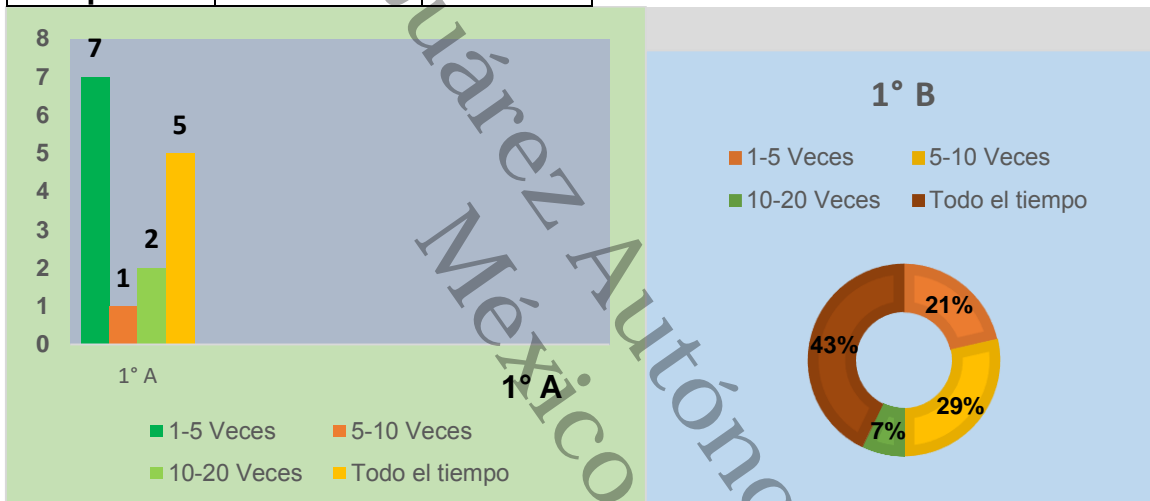 8
7
6
5
4
3
2
1
0
7
1
2
5
1° A
1° A
1-5 Veces
5-10 Veces
10-20 Veces
Todo el tiempo
1° B
1-5 Veces
5-10 Veces
10-20 Veces
Todo el tiempo
21%
29%
7%
43%
México